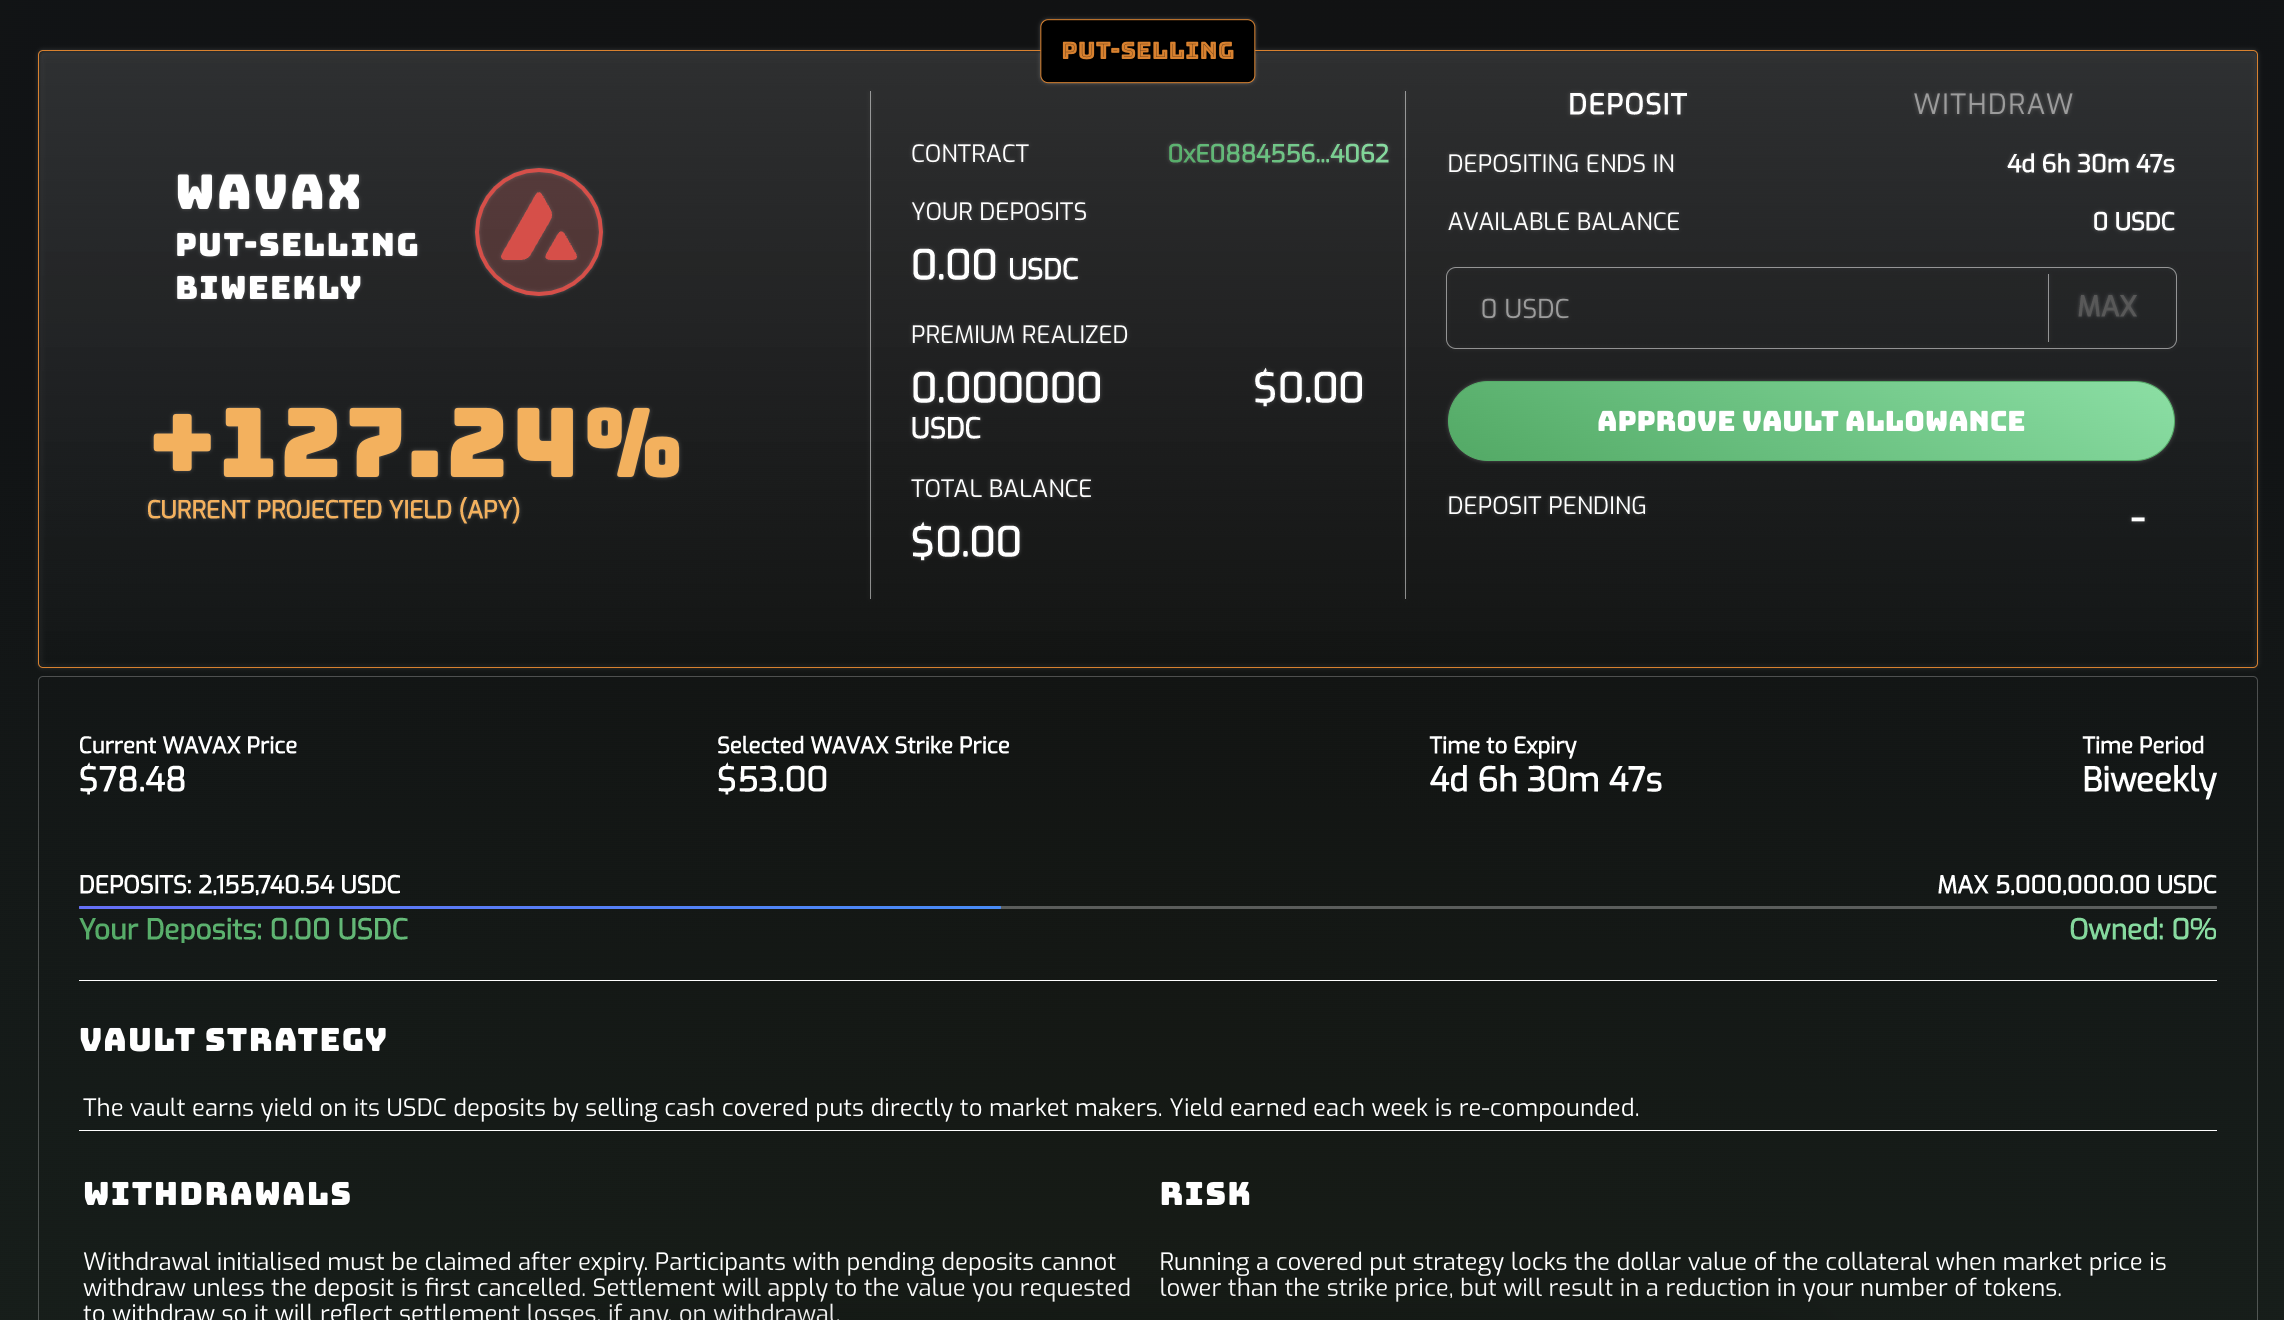 PUT-SELLING
WAVAX
PUT-SELLING
BIWEEKLY
+127.24%
CURRENT PROJECTED YIELD (APY)
CONTRACT 0xE0884556...4062
YOUR DEPOSITS
0.00 USDC
PREMIUM REALIZED
0.000000 $0.00
USDC
TOTAL BALANCE
$0.00
DEPOSIT WITHDRAW
DEPOSITING ENDS IN 4d 6h 30m 47s
AVAILABLE BALANCE 0 USDC
0 USDC MAX
APPROVE VAULT ALLOWANCE
DEPOSIT PENDING -
Current WAVAX Price
$78.48
Selected WAVAX Strike Price
$53.00
Time to Expiry
4d 6h 30m 47s
Time Period
Biweekly
DEPOSITS: 2,155,740.54 USDC MAX 5,000,000.00 USDC
Your Deposits: 0.00 USDC Owned: 0%
VAULT STRATEGY
The vault earns yield on its USDC deposits by selling cash covered puts directly to market makers. Yield earned each week is re-compounded.
WITHDRAWALS
Withdrawal initialised must be claimed after expiry. Participants with pending deposits cannot
withdraw unless the deposit is first cancelled. Settlement will apply to the value you requested
to withdraw so it will reflect settlement losses, if any, on withdrawal.
RISK
Running a covered put strategy locks the dollar value of the collateral when market price is
lower than the strike price, but will result in a reduction in your number of tokens.